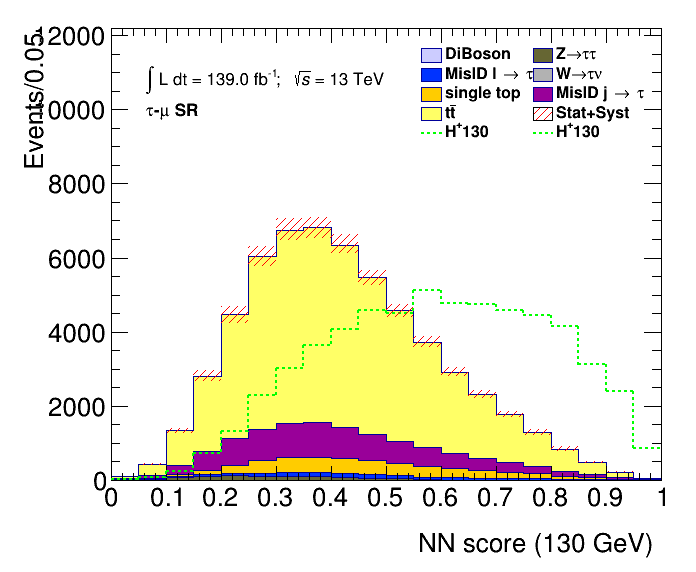 Events/0.05
12000
10000
8000
6000
4000
2000
0
∫ L dt = 139.0 fb⁻¹; √s = 13 TeV
τ-μ SR
DiBoson
Z→ττ
MisID l → τ
W→τν
single top
MisID j → τ
tt̄
Stat+Syst
H⁺130
H⁺130
0 0.1 0.2 0.3 0.4 0.5 0.6 0.7 0.8 0.9 1
NN score (130 GeV)